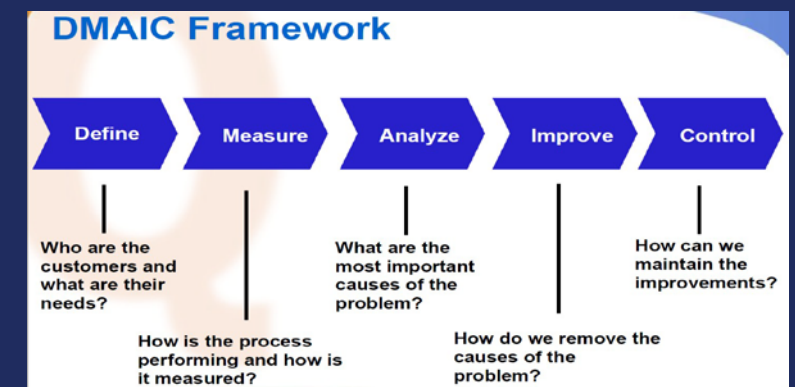 DMAIC Framework
Define
Measure
Analyze
Improve
Control
Who are the
customers and
what are their
needs?
How is the process
performing and how is
it measured?
What are the
most important
causes of the
problem?
How do we remove the
causes of the
problem?
How can we
maintain the
improvements?